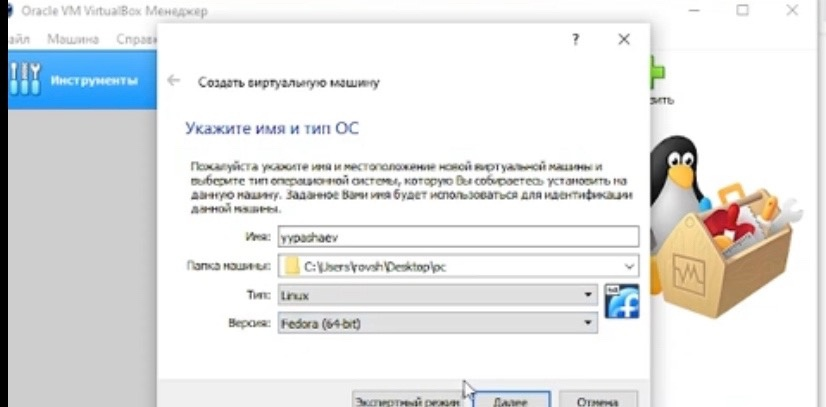 Oracle VM VirtualBox Менеджер
айл Машина Справк
Инструменты
? 
Создать виртуальную машину
Укажите имя и тип ОС
Пожалуйста укажите имя и местоположение новой виртуальной машины и
выберите тип операционной системы, которую Вы собираетесь установить на
данную машину. Заданное Вами имя будет использоваться для идентификации
данной машины.
Имя: yypashaev
Папка машины: C:\Users\rovsh\Desktop\pc
Тип: Linux
64
Версия: Fedora (64-bit)
Экспертный режим Далее Отмена
вить